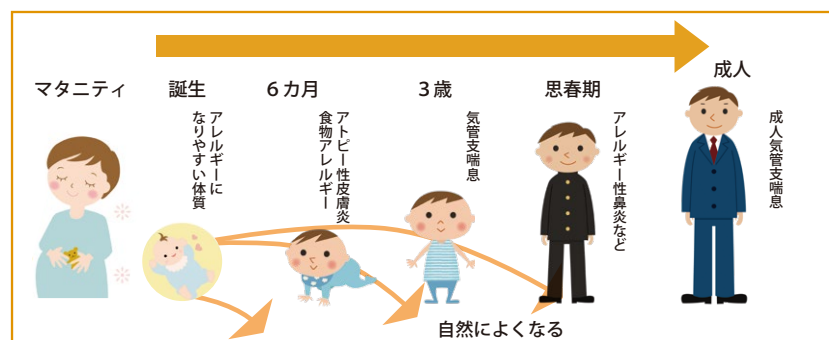 マタニティ
誕生
６カ月
３歳
思春期
成人
アレルギーに
なりやすい体質
アトピー性皮膚炎
食物アレルギー
気管支喘息
アレルギー性鼻炎など
成人気管支喘息
自然によくなる